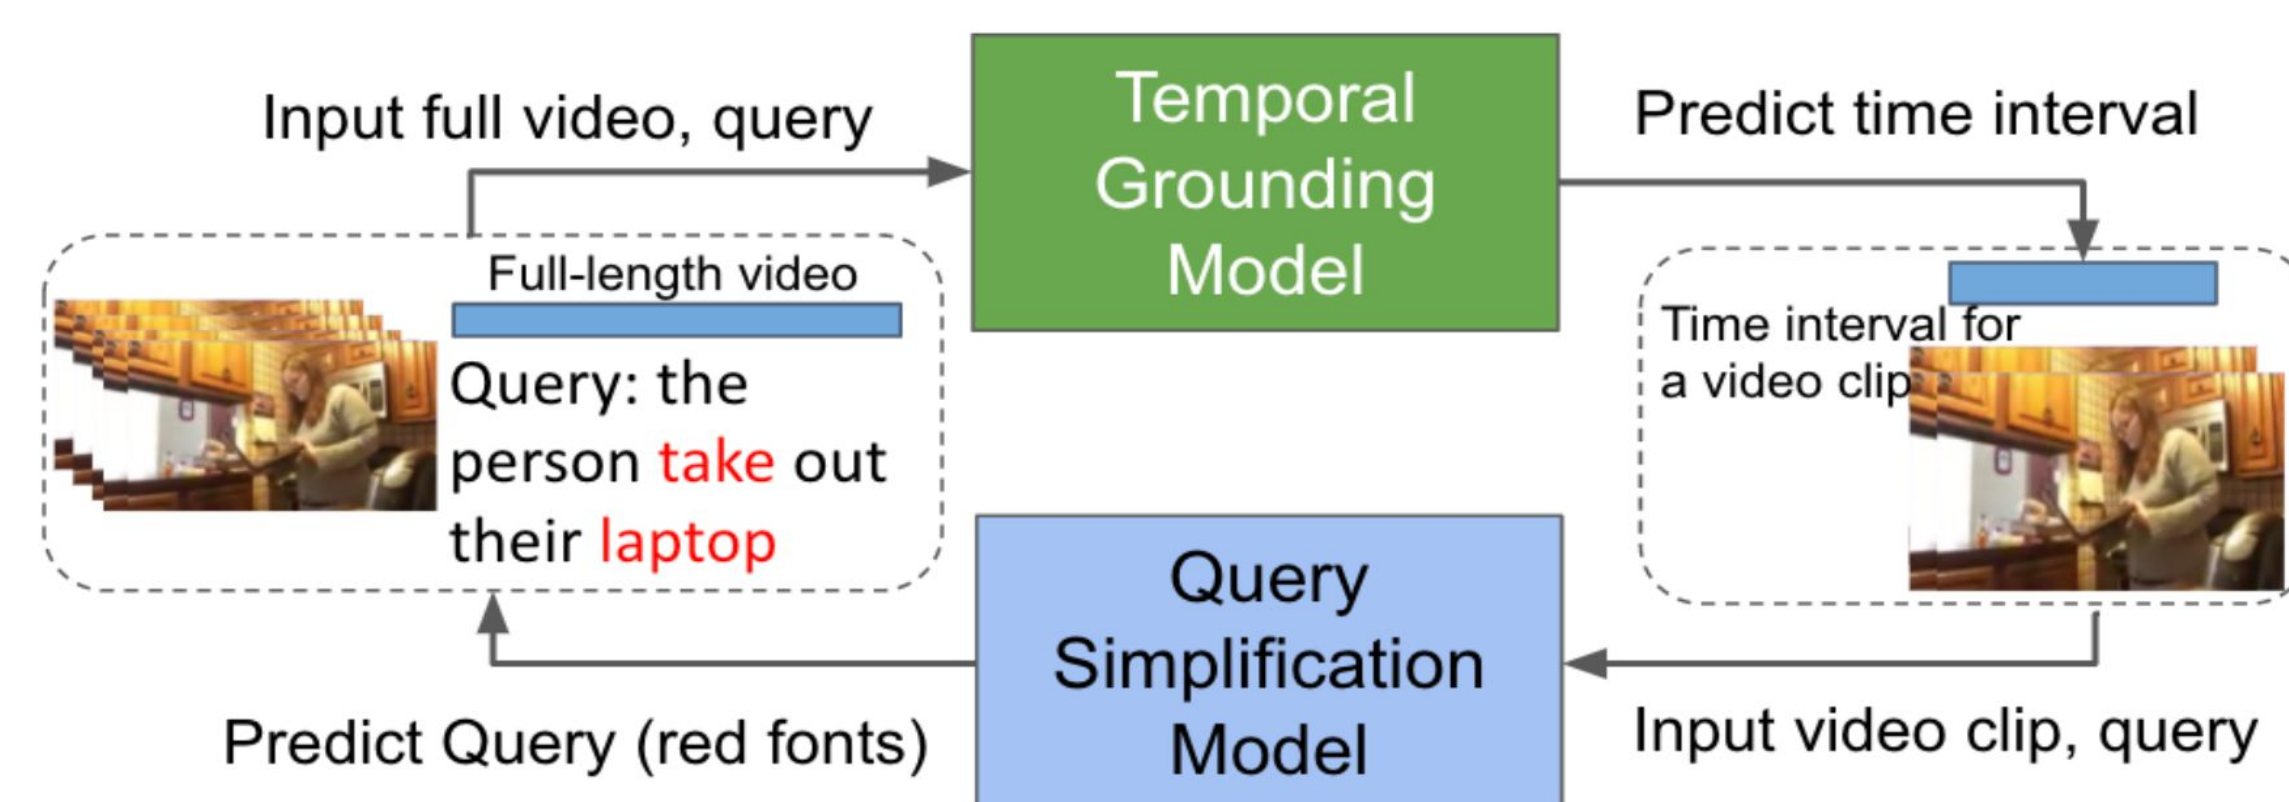 Input full video, query
Temporal
Grounding
Model
Predict time interval
Full-length video
Query: the
person take out
their laptop
Time interval for
a video clip
Query
Simplification
Model
Predict Query (red fonts)
Input video clip, query